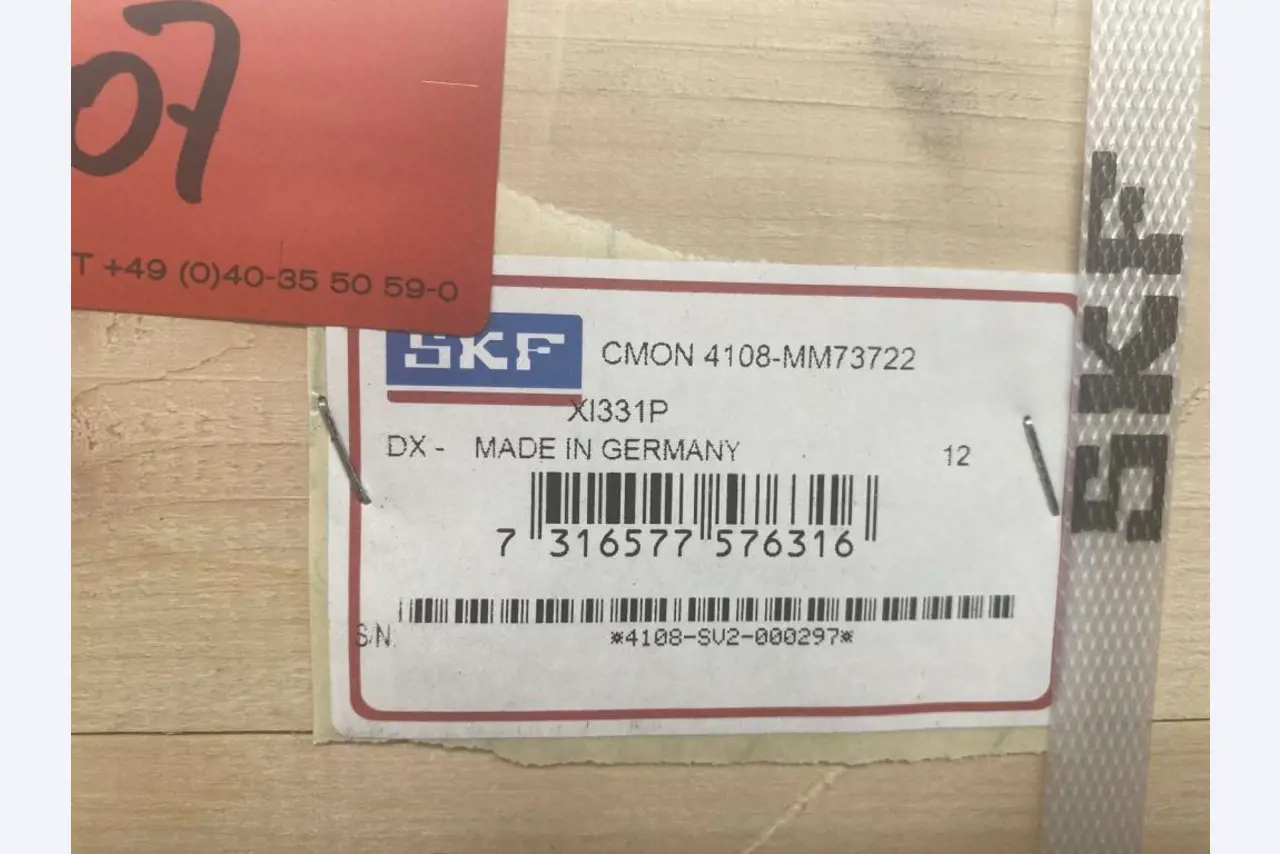 07
T +49 (0)40-35 50 59-0
SKF
CMON 4108-MM73722
XI331P
DX - MADE IN GERMANY
12
7 316577 576316
S/N
*4108-SV2-000297*
SKF